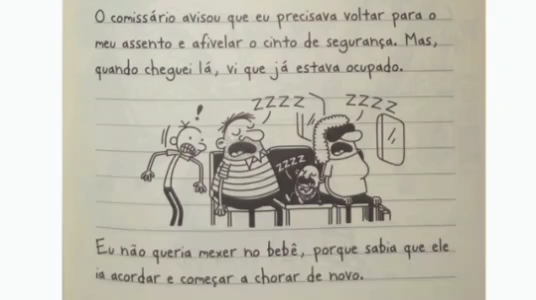 O comissário avisou que eu precisava voltar para o
meu assento e afivelar o cinto de segurança. Mas,
quando cheguei lá, vi que já estava ocupado.
!
ZZZZ
ZZZZ
ZZZZ
Eu não queria mexer no bebê, porque sabia que ele
ia acordar e começar a chorar de novo.